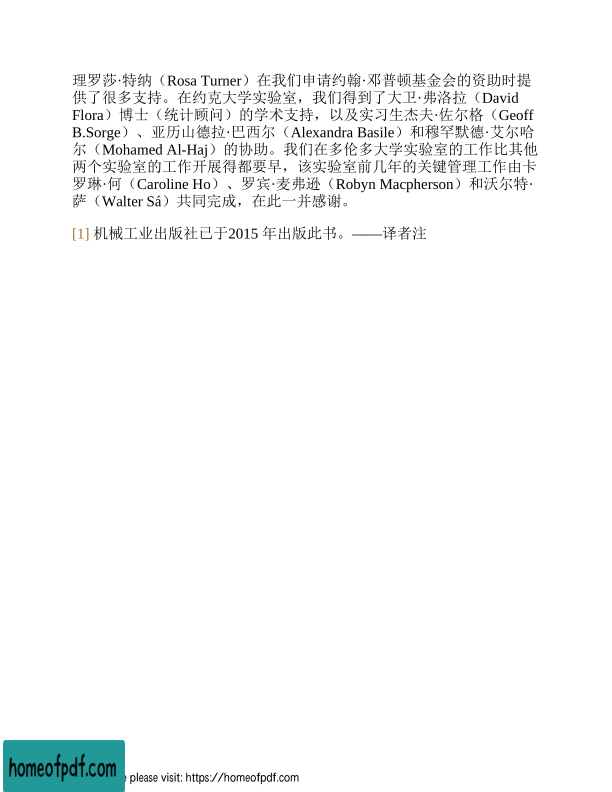 理罗莎·特纳（Rosa Turner）在我们申请约翰·邓普顿基金会的资助时提
供了很多支持。在约克大学实验室，我们得到了大卫·弗洛拉（David
Flora）博士（统计顾问）的学术支持，以及实习生杰夫·佐尔格（Geoff
B.Sorge）、亚历山德拉·巴西尔（Alexandra Basile）和穆罕默德·艾尔哈
尔（Mohamed Al-Haj）的协助。我们在多伦多大学实验室的工作比其他
两个实验室的工作开展得都要早，该实验室前几年的关键管理工作由卡
罗琳·何（Caroline Ho）、罗宾·麦弗逊（Robyn Macpherson）和沃尔特·
萨（Walter Sá）共同完成，在此一并感谢。
[1] 机械工业出版社已于2015 年出版此书。——译者注
homeofpdf.com
please visit: https://homeofpdf.com